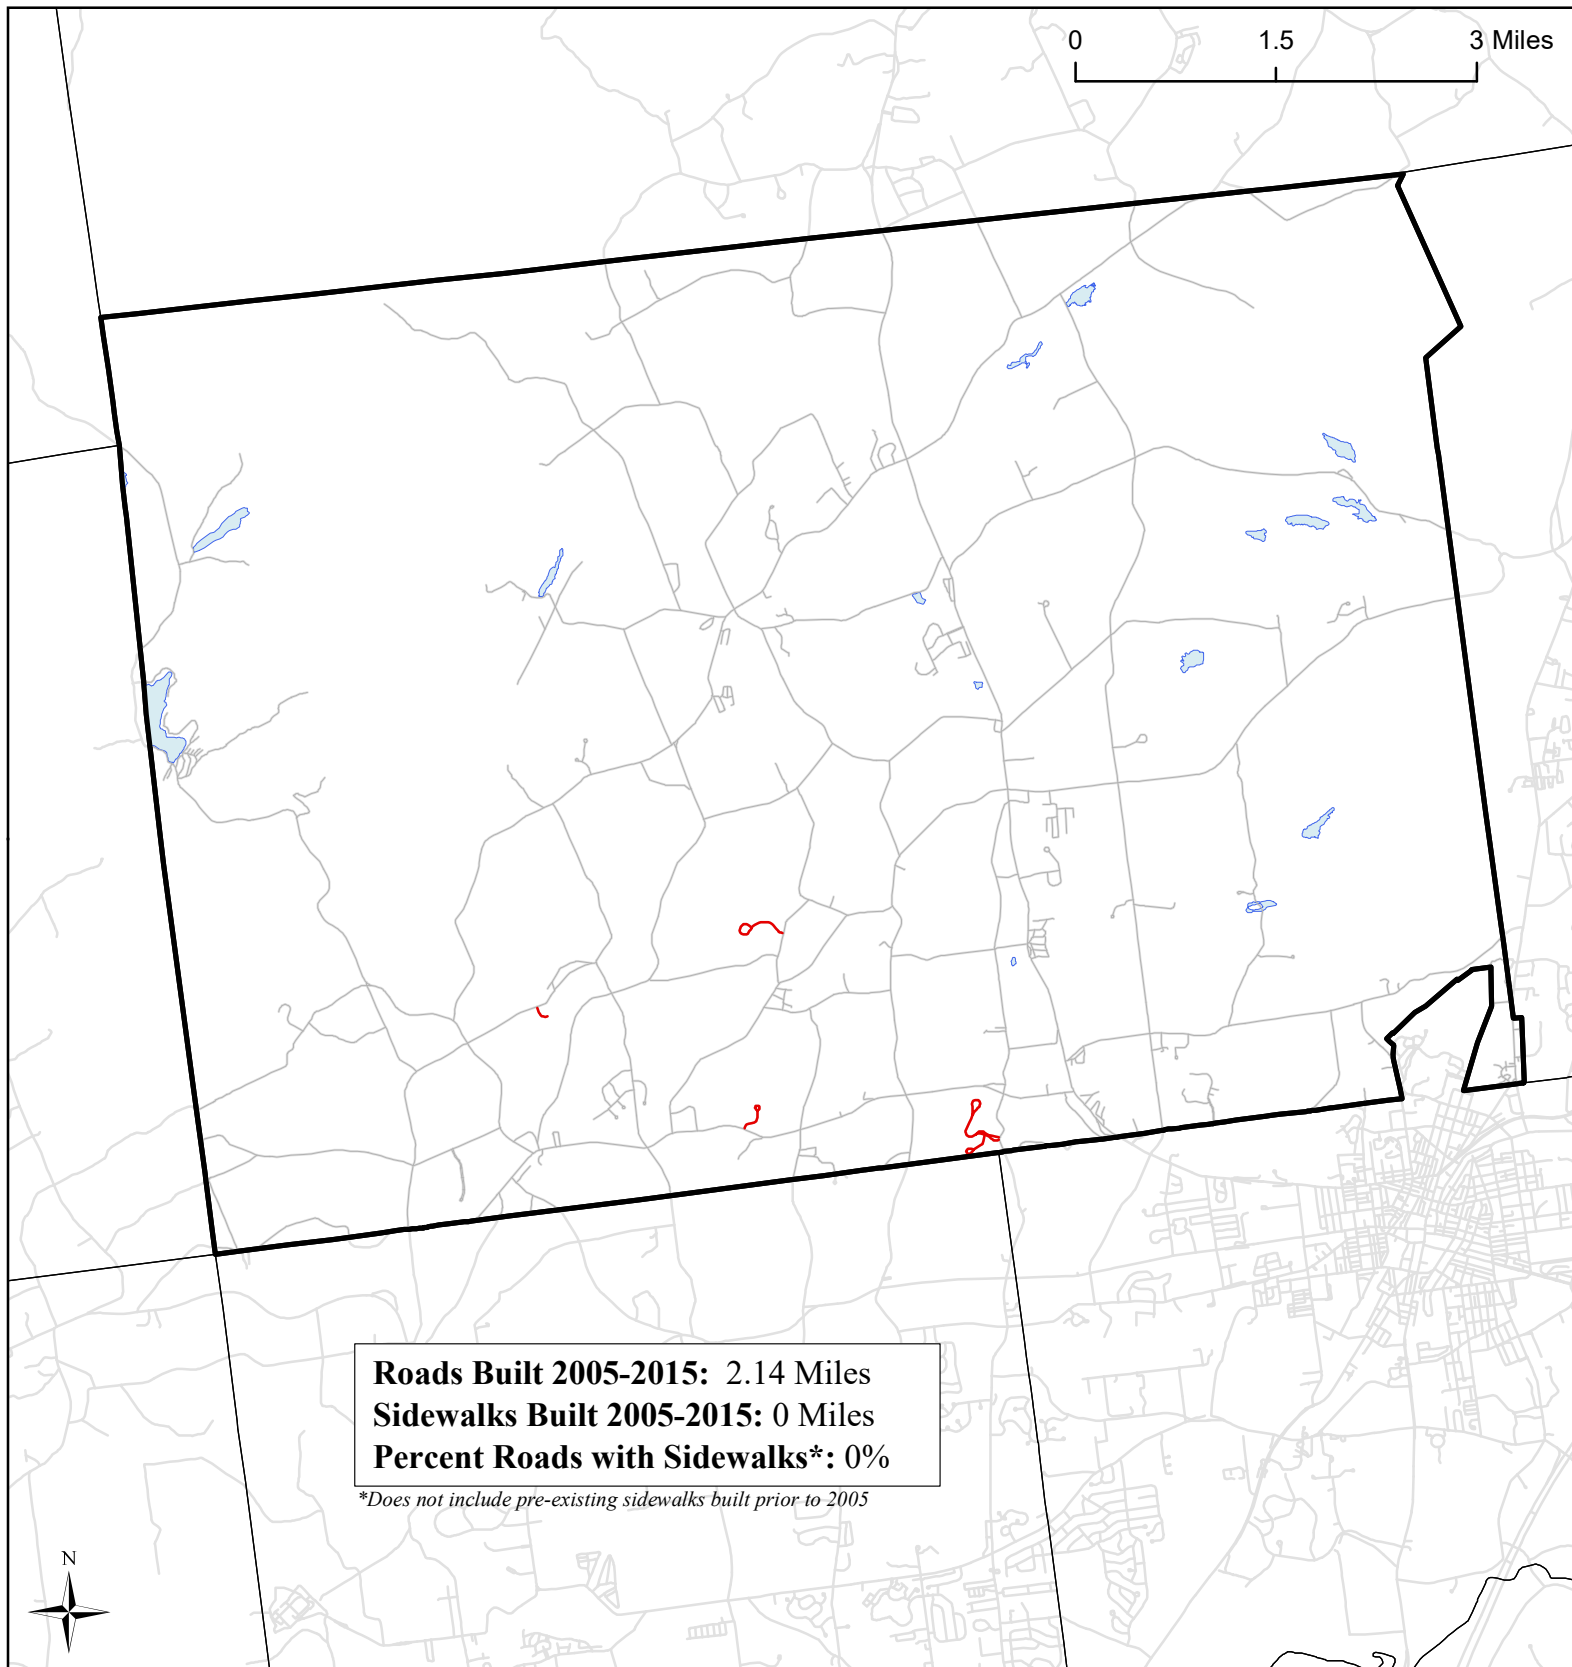 0 1.5 3 Miles
Roads Built 2005-2015: 2.14 Miles
Sidewalks Built 2005-2015: 0 Miles
Percent Roads with Sidewalks*: 0%
*Does not include pre-existing sidewalks built prior to 2005
N